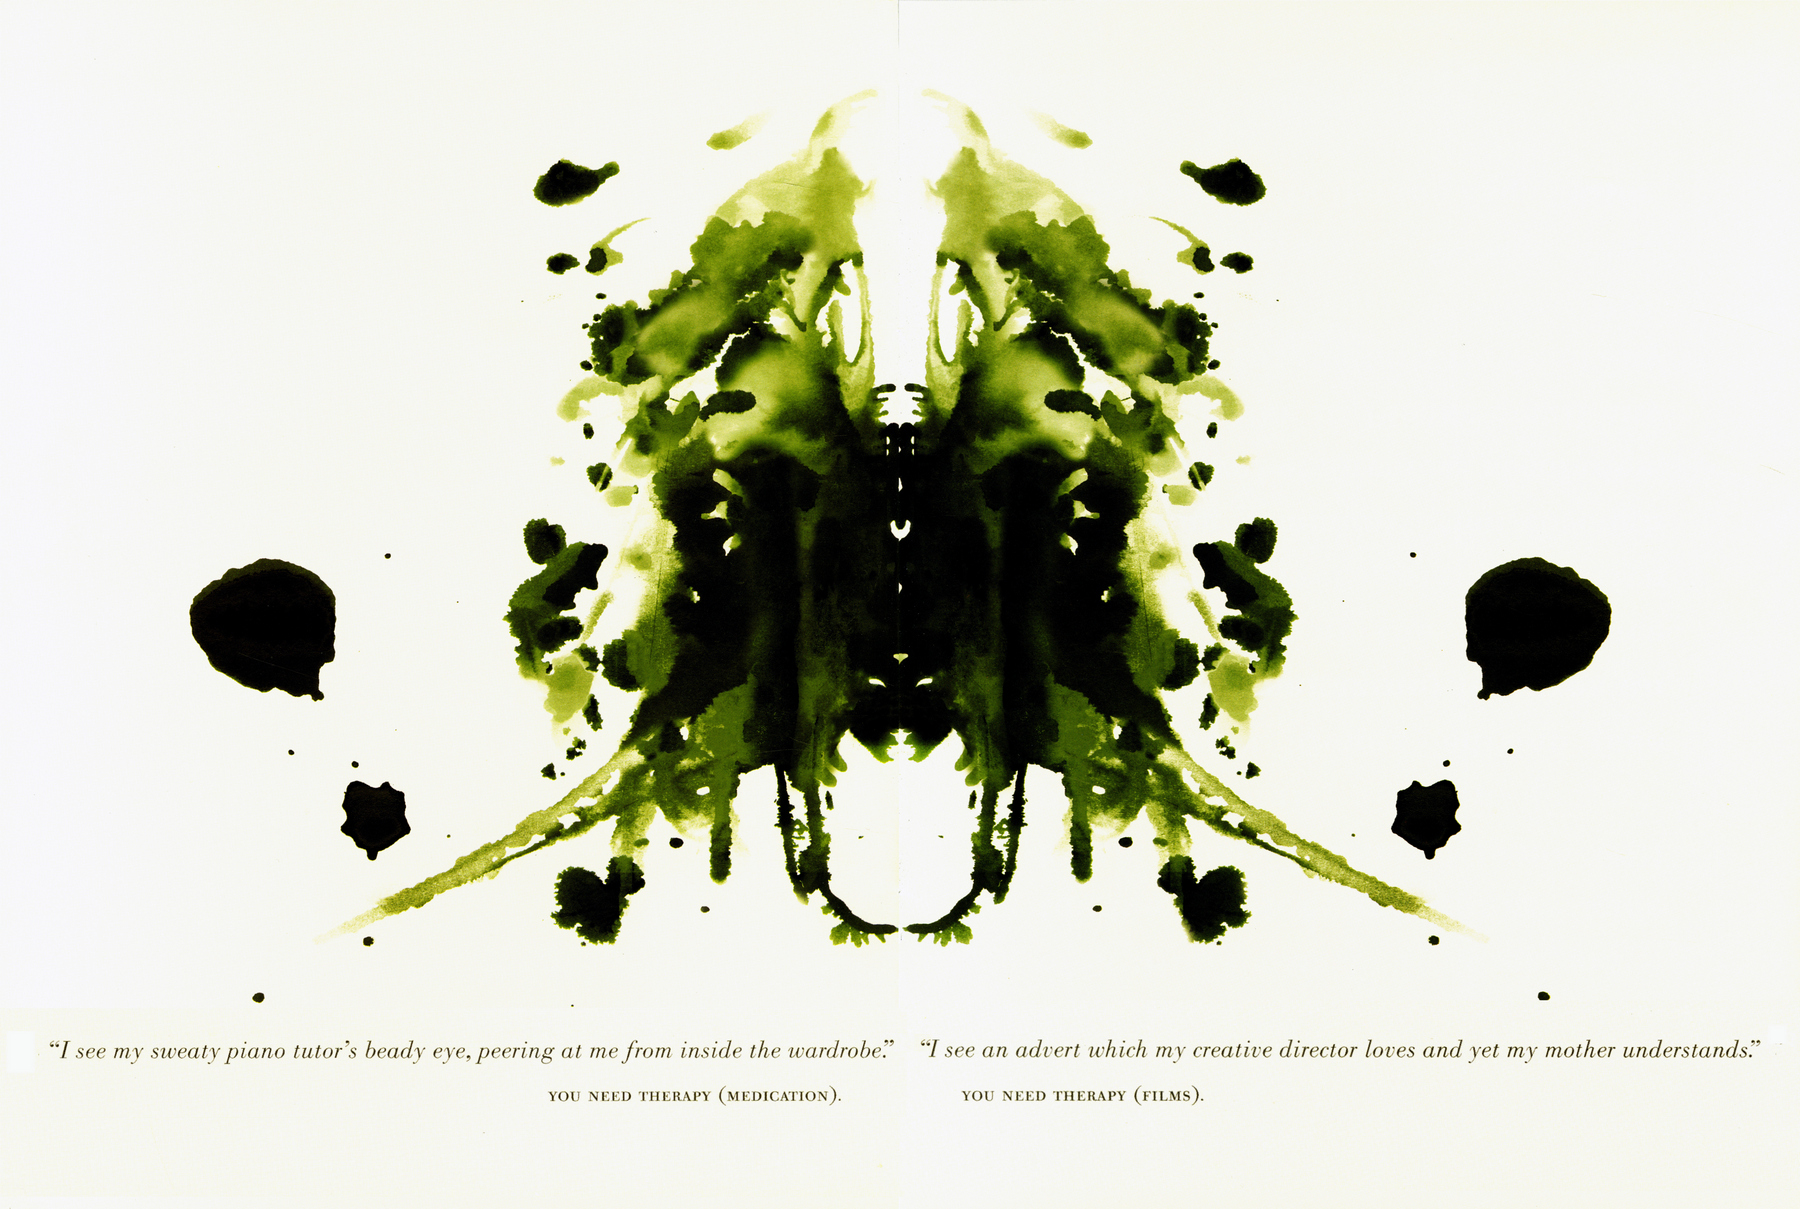 “I see my sweaty piano tutor’s beady eye, peering at me from inside the wardrobe.”
YOU NEED THERAPY (MEDICATION).
“I see an advert which my creative director loves and yet my mother understands.”
YOU NEED THERAPY (FILMS).